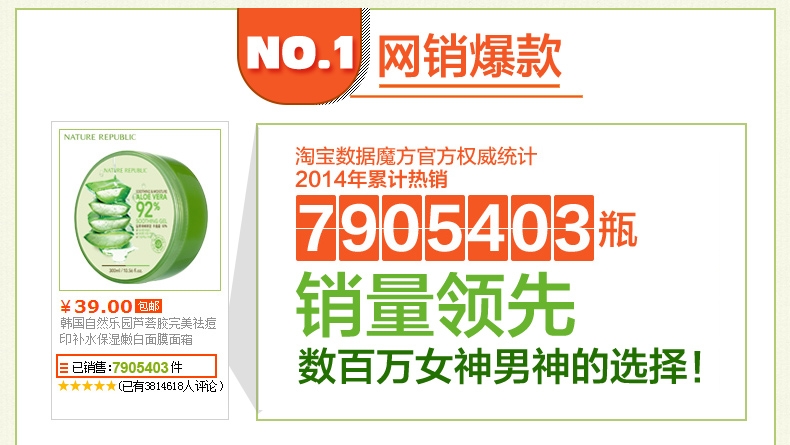 NO.1 网销爆款
NATURE REPUBLIC
NATURE REPUBLIC
SOOTHING & MOISTURE
ALOE VERA
92%
SOOTHING GEL
300ml / 10.56 fl.oz
¥39.00 包邮
韩国自然乐园芦荟胶完美祛痘
印补水保湿嫩白面膜面霜
已销售:7905403件
(已有3814618人评论)
淘宝数据魔方官方权威统计
2014年累计热销
7905403瓶
销量领先
数百万女神男神的选择!